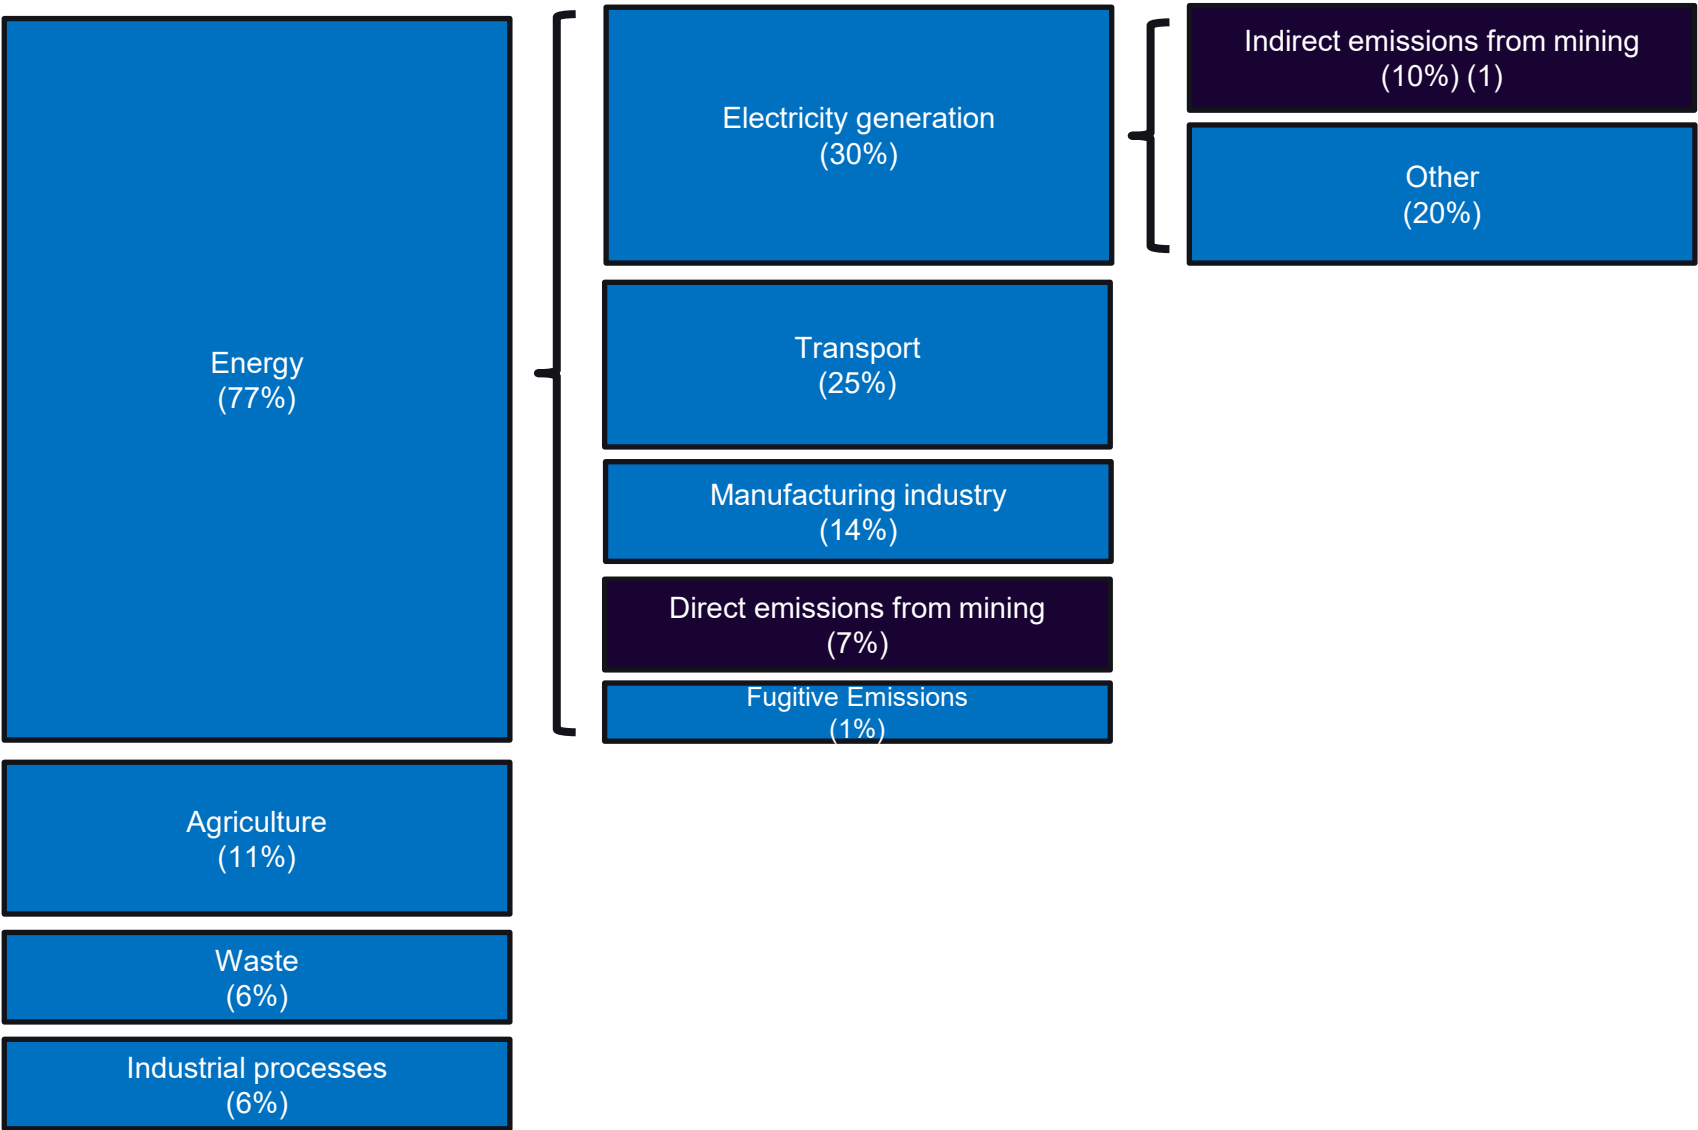 Energy
(77%)
Agriculture
(11%)
Waste
(6%)
Industrial processes
(6%)
Electricity generation
(30%)
Transport
(25%)
Manufacturing industry
(14%)
Direct emissions from mining
(7%)
Fugitive Emissions
(1%)
Indirect emissions from mining
(10%) (1)
Other
(20%)